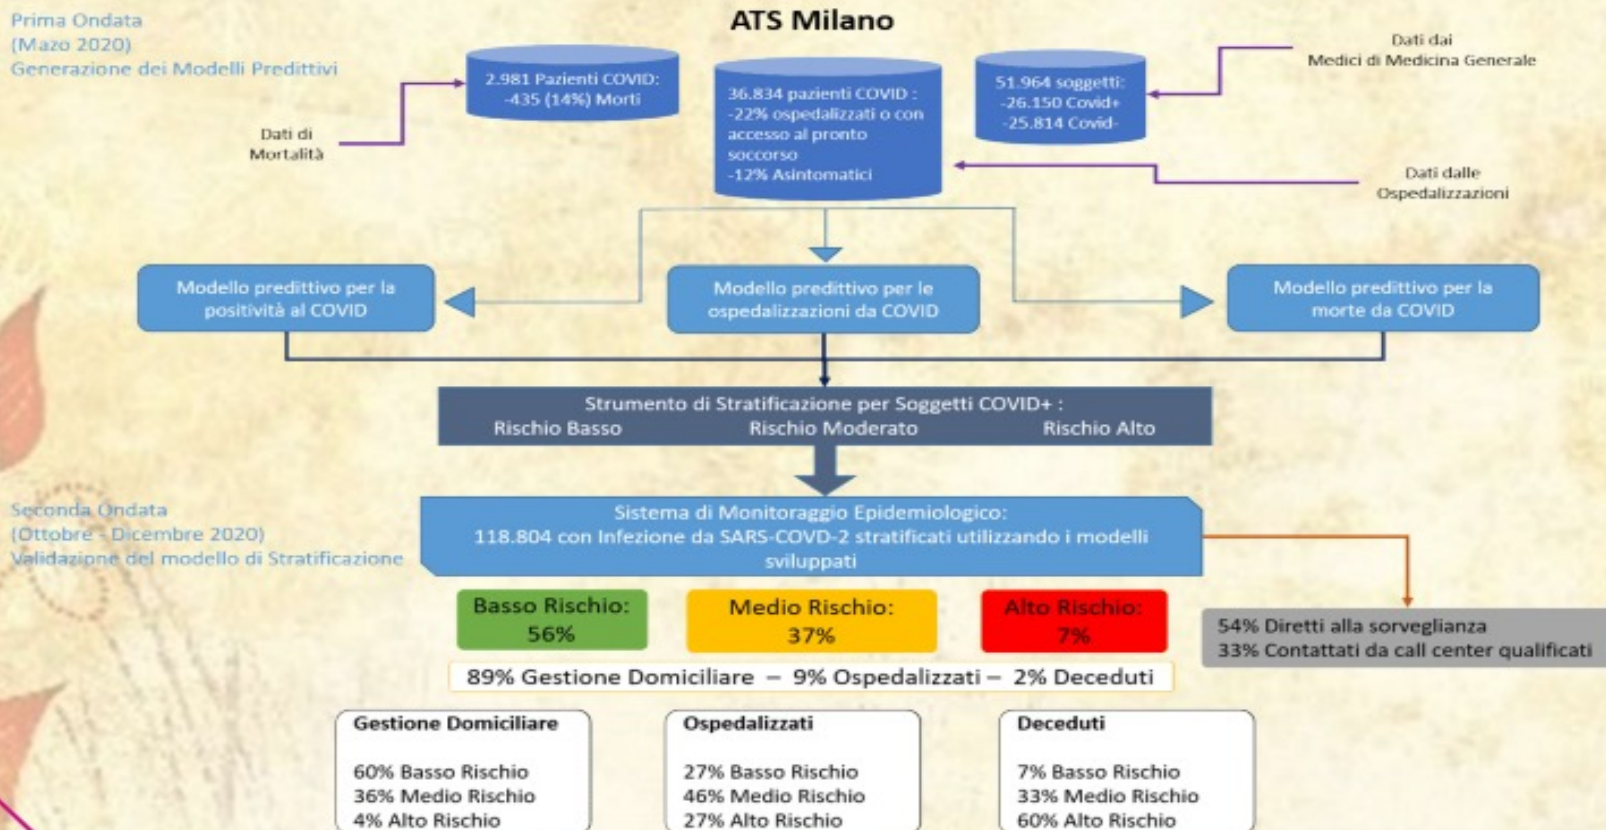 ATS Milano
Prima Ondata
(Mazo 2020)
Generazione dei Modelli Predittivi
Dati di
Mortalità
2.981 Pazienti COVID:
-435 (14%) Morti
36.834 pazienti COVID :
-22% ospedalizzati o con
accesso al pronto
soccorso
-12% Asintomatici
51.964 soggetti:
-26.150 Covid+
-25.814 Covid-
Dati dai
Medici di Medicina Generale
Dati dalle
Ospedalizzazioni
Modello predittivo per la
positività al COVID
Modello predittivo per le
ospedalizzazioni da COVID
Modello predittivo per la
morte da COVID
Strumento di Stratificazione per Soggetti COVID+ :
Rischio Basso Rischio Moderato Rischio Alto
Seconda Ondata
(Ottobre - Dicembre 2020)
Validazione del modello di Stratificazione
Sistema di Monitoraggio Epidemiologico:
118.804 con Infezione da SARS-COVD-2 stratificati utilizzando i modelli
sviluppati
Basso Rischio:
56%
Medio Rischio:
37%
Alto Rischio:
7%
54% Diretti alla sorveglianza
33% Contattati da call center qualificati
89% Gestione Domiciliare – 9% Ospedalizzati – 2% Deceduti
Gestione Domiciliare
60% Basso Rischio
36% Medio Rischio
4% Alto Rischio
Ospedalizzati
27% Basso Rischio
46% Medio Rischio
27% Alto Rischio
Deceduti
7% Basso Rischio
33% Medio Rischio
60% Alto Rischio